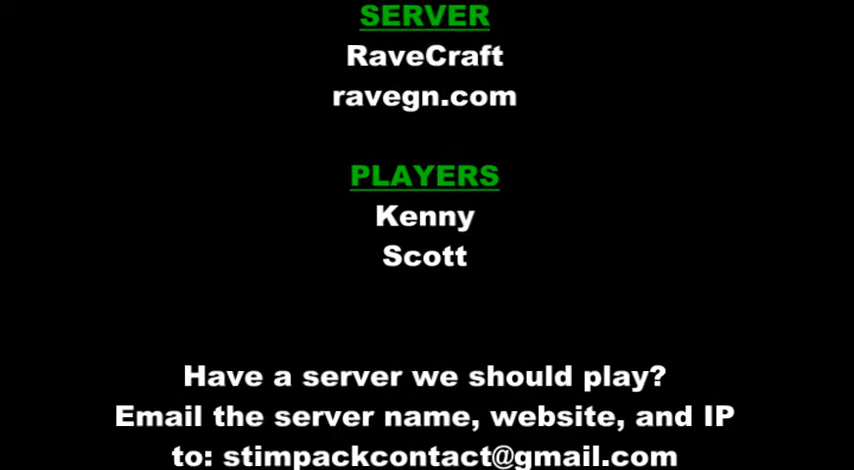 SERVER
RaveCraft
ravegn.com
PLAYERS
Kenny
Scott
Have a server we should play?
Email the server name, website, and IP
to: stimpackcontact@gmail.com